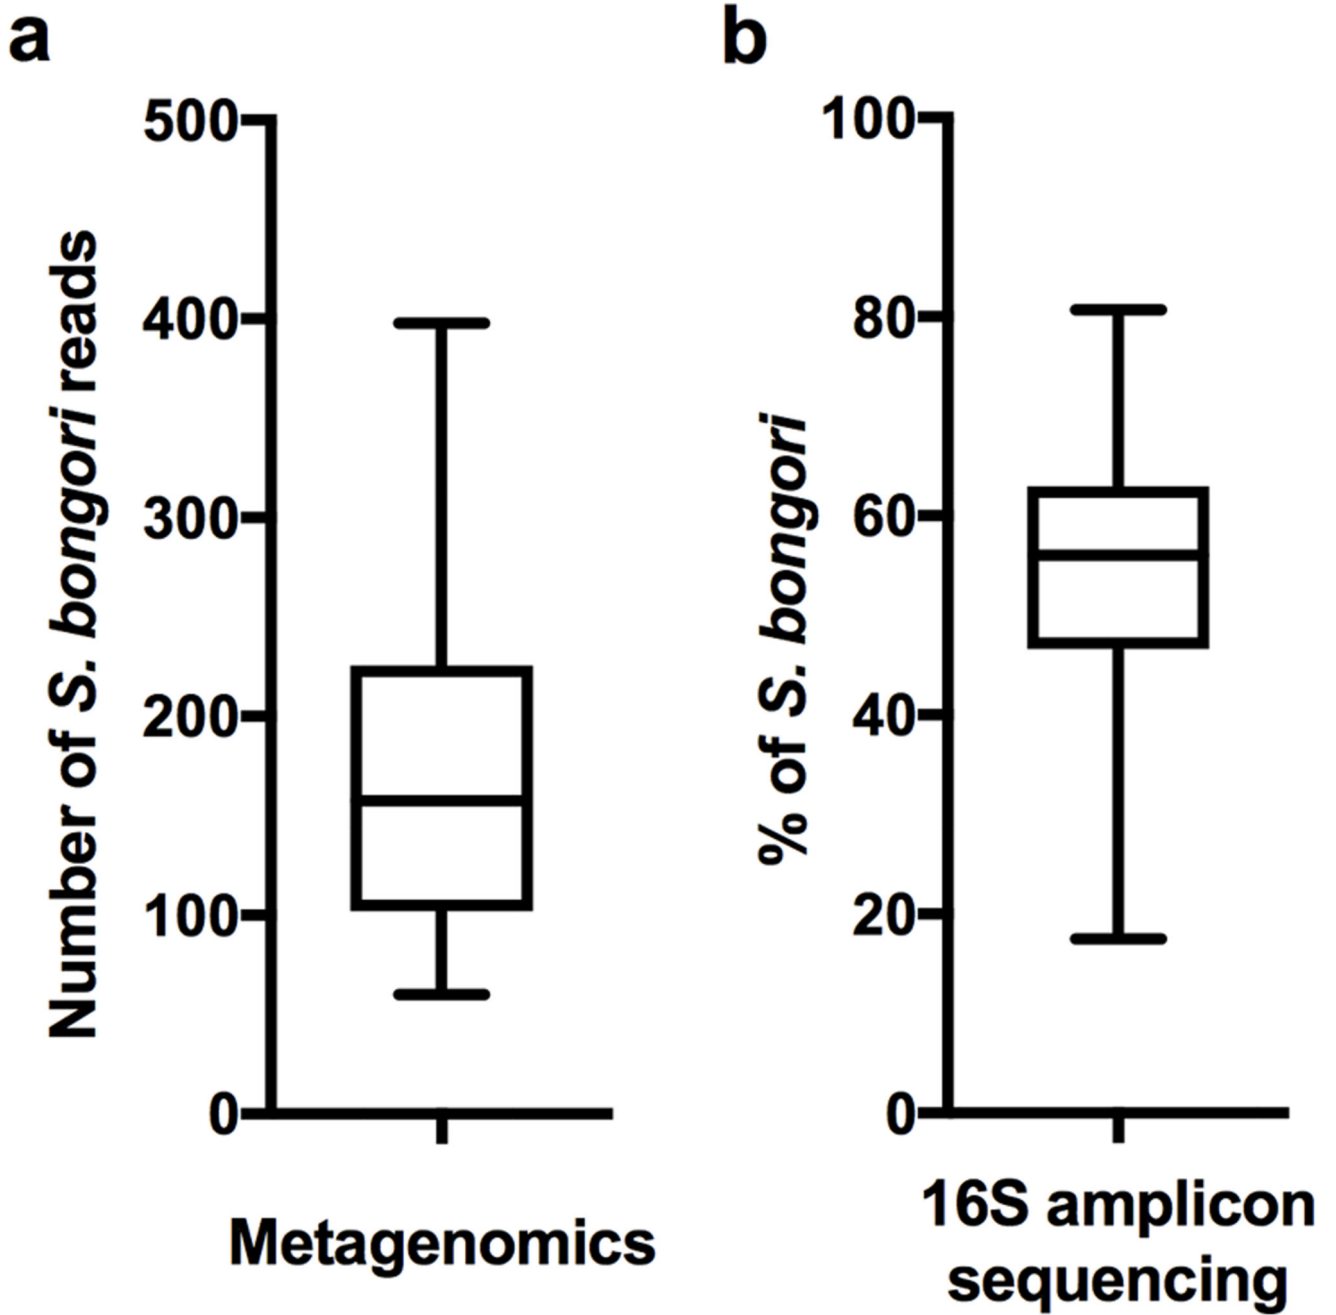 a
500
400
300
200
100
0
Number of S. bongori reads
Metagenomics
b
100
80
60
40
20
0
% of S. bongori
16S amplicon
sequencing